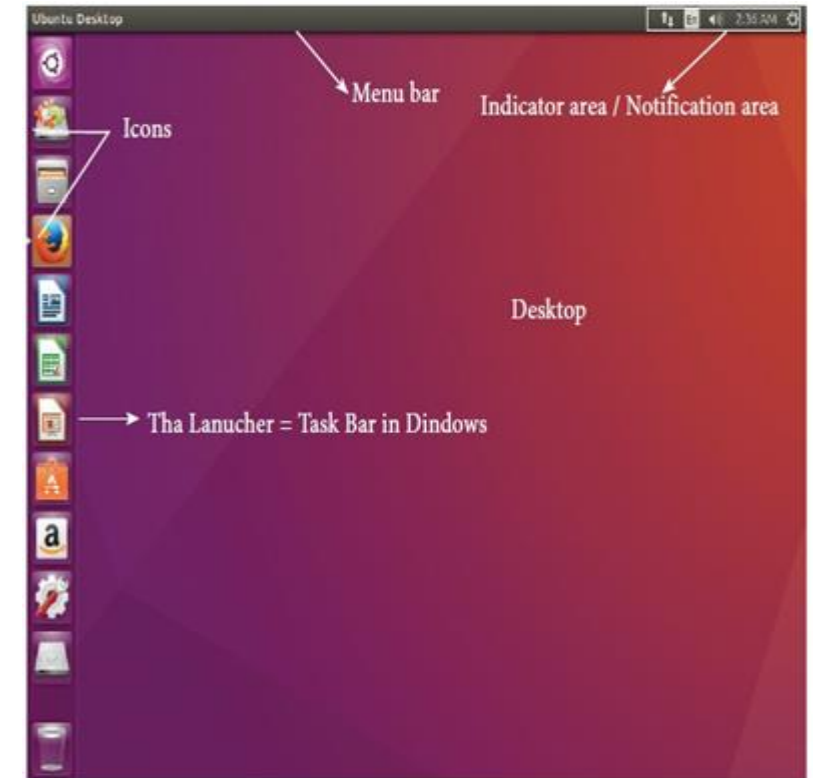 Ubuntu Desktop
En
2:36 AM
Menu bar
Indicator area / Notification area
Icons
Desktop
Tha Lanucher = Task Bar in Dindows
a